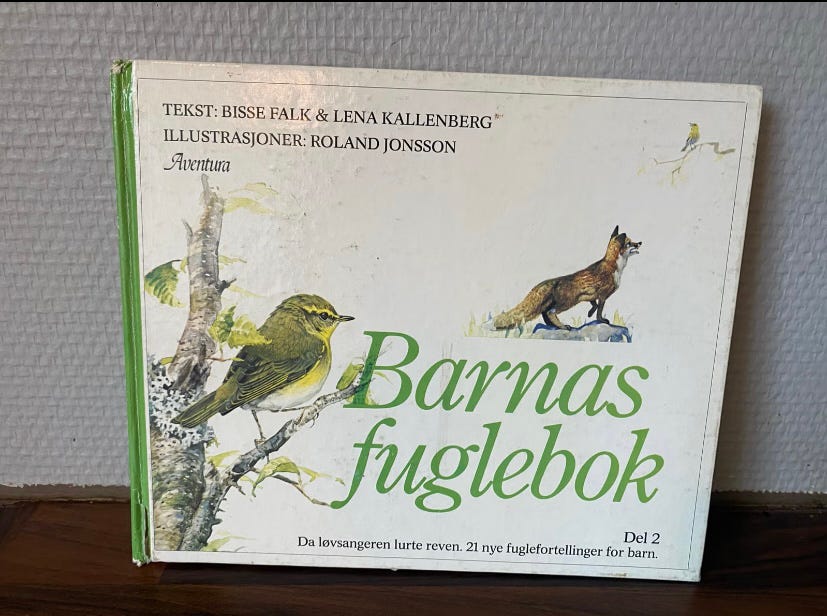 TEKST: BISSE FALK & LENA KALLENBERG
ILLUSTRASJONER: ROLAND JONSSON
Aventura
Barnas
fuglebok
Del 2
Da løvsangeren lurte reven. 21 nye fuglefortellinger for barn.